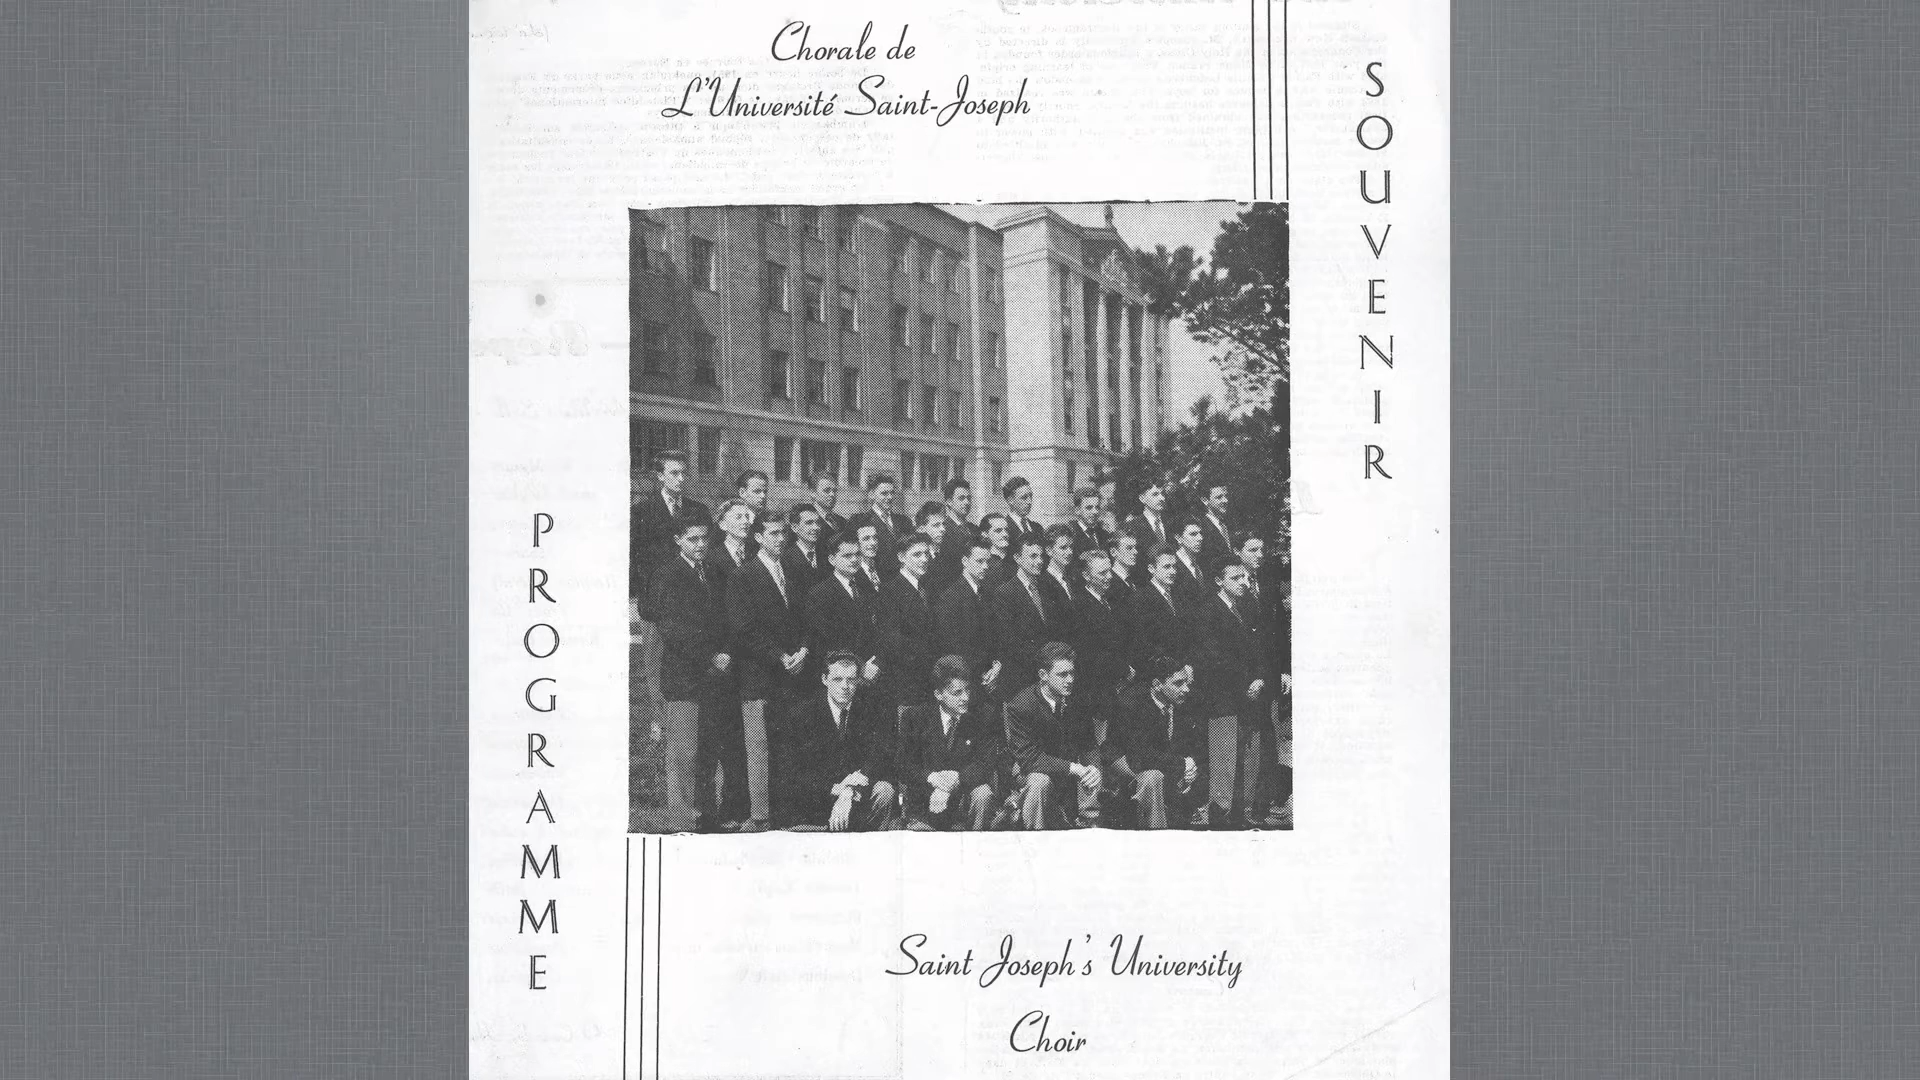 Chorale de
L'Université Saint-Joseph
SOUVENIR
PROGRAMME
Saint Joseph's University
Choir